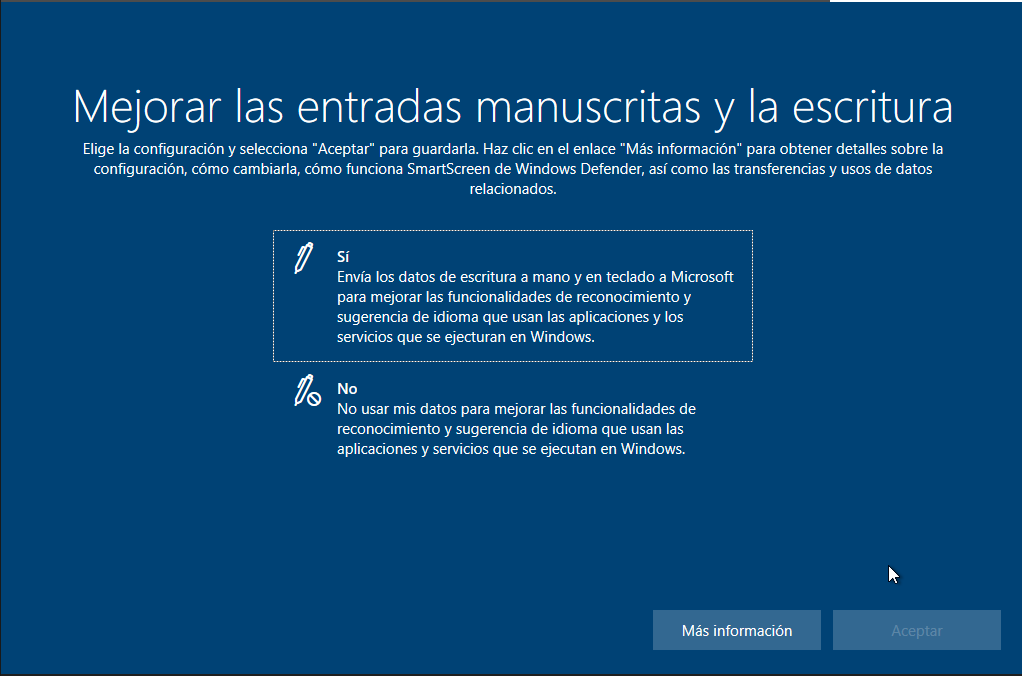 Mejorar las entradas manuscritas y la escritura
Elige la configuración y selecciona "Aceptar" para guardarla. Haz clic en el enlace "Más información" para obtener detalles sobre la
configuración, cómo cambiarla, cómo funciona SmartScreen de Windows Defender, así como las transferencias y usos de datos
relacionados.
Sí
Envía los datos de escritura a mano y en teclado a Microsoft
para mejorar las funcionalidades de reconocimiento y
sugerencia de idioma que usan las aplicaciones y los
servicios que se ejecturan en Windows.
No
No usar mis datos para mejorar las funcionalidades de
reconocimiento y sugerencia de idioma que usan las
aplicaciones y servicios que se ejecutan en Windows.
Más información
Aceptar